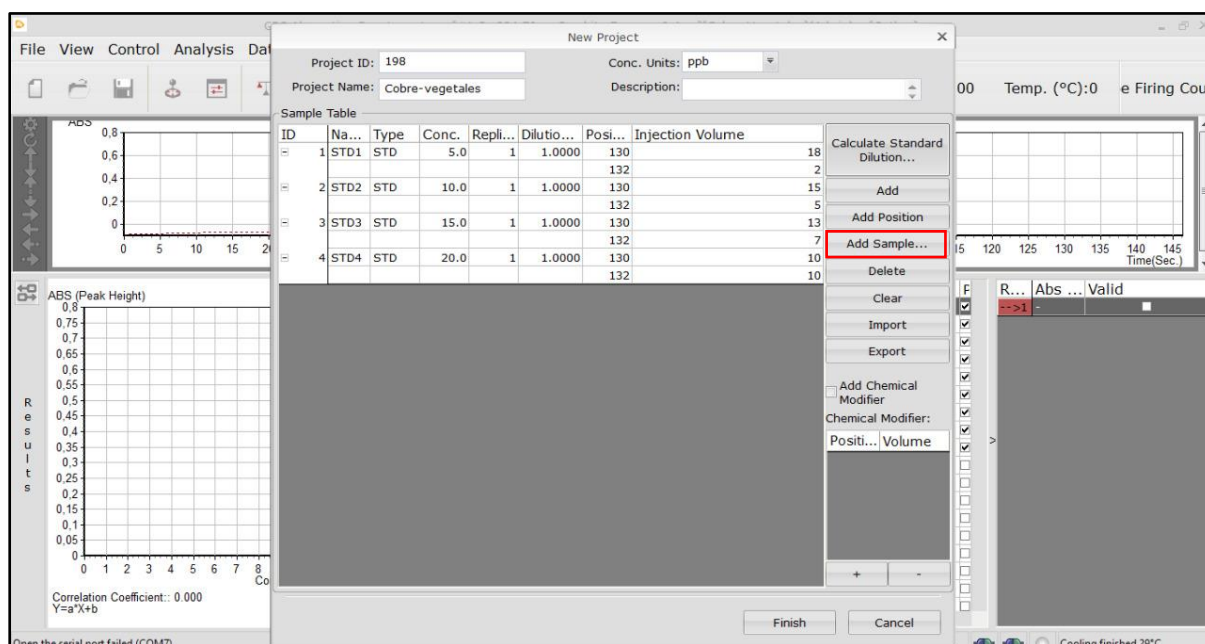 New Project
File View Control Analysis Dat
Project ID: 198
Conc. Units: ppb
Project Name: Cobre-vegetales
Description:
00 Temp. (ºC):0 e Firing Cou
Sample Table
ID Na... Type Conc. Repli... Dilutio... Posi... Injection Volume
1 STD1 STD 5.0 1 1.0000 130 18
132 2
2 STD2 STD 10.0 1 1.0000 130 15
132 5
3 STD3 STD 15.0 1 1.0000 130 13
132 7
4 STD4 STD 20.0 1 1.0000 130 10
132 10
Calculate Standard
Dilution...
Add
Add Position
Add Sample...
Delete
Clear
Import
Export
Add Chemical
Modifier
Chemical Modifier:
Positi... Volume
+ -
Finish Cancel
ABS
0,8
0,6
0,4
0,2
0
0 5 10 15
120 125 130 135 140 145
Time(Sec.)
ABS (Peak Height)
0,8
0,75
0,7
0,65
0,6
0,55
0,5
0,45
0,4
0,35
0,3
0,25
0,2
0,15
0,1
0,05
0
0 1 2 3 4 5 6 7 8
Co
Correlation Coefficient:: 0.000
Y=a*X+b
Results
R... Abs ... Valid
-->1 -
>
Open the serial port failed (COM7)
Cooling finished 29°C